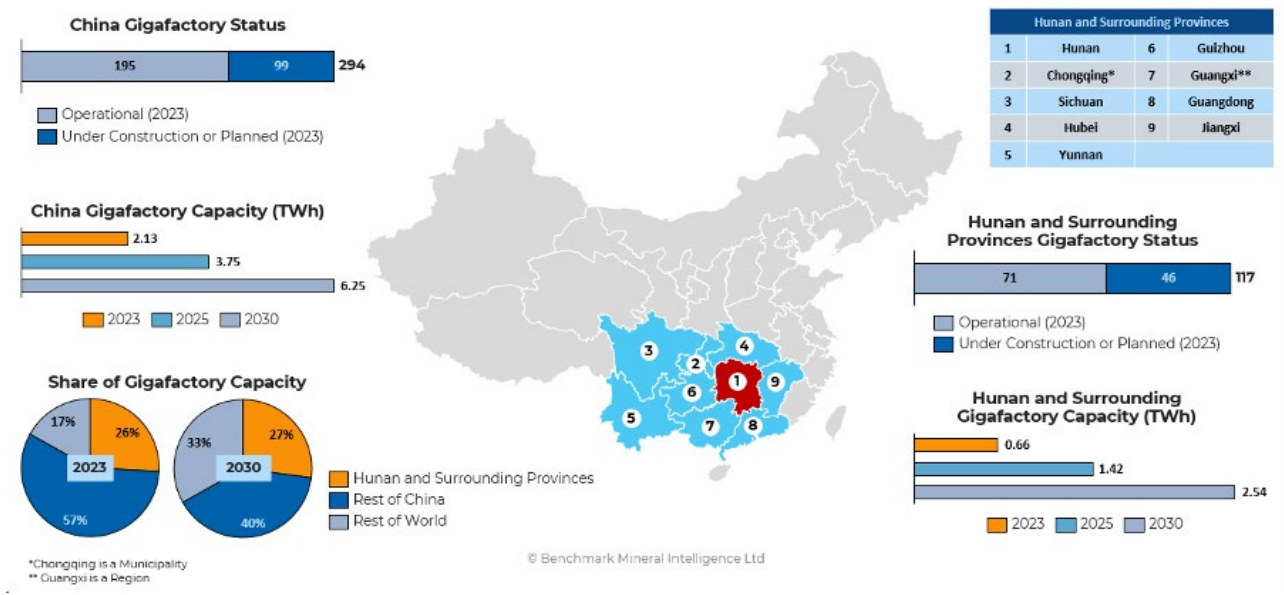 China Gigafactory Status
195 99 294
Operational (2023)
Under Construction or Planned (2023)
China Gigafactory Capacity (TWh)
2.13
3.75
6.25
2023 2025 2030
Share of Gigafactory Capacity
17% 26%
2023
57%
33% 27%
2030
40%
Hunan and Surrounding Provinces
Rest of China
Rest of World
*Chongqing is a Municipality
** Guangxi is a Region
3
4
2
1
9
6
5
7
8
© Benchmark Mineral Intelligence Ltd
Hunan and Surrounding Provinces
1 Hunan 6 Guizhou
2 Chongqing* 7 Guangxi**
3 Sichuan 8 Guangdong
4 Hubei 9 Jiangxi
5 Yunnan
Hunan and Surrounding
Provinces Gigafactory Status
71 46 117
Operational (2023)
Under Construction or Planned (2023)
Hunan and Surrounding
Gigafactory Capacity (TWh)
0.66
1.42
2.54
2023 2025 2030